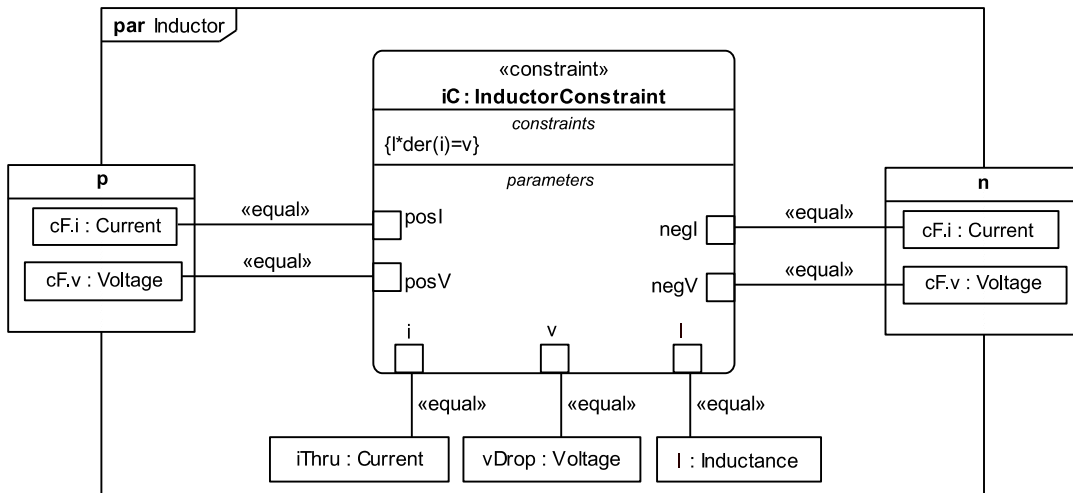 par Inductor
«constraint»
iC : InductorConstraint
constraints
{l*der(i)=v}
parameters
p
cF.i : Current
cF.v : Voltage
«equal»
«equal»
posI
posV
negI
negV
«equal»
«equal»
n
cF.i : Current
cF.v : Voltage
i
v
l
«equal»
«equal»
«equal»
iThru : Current
vDrop : Voltage
l : Inductance